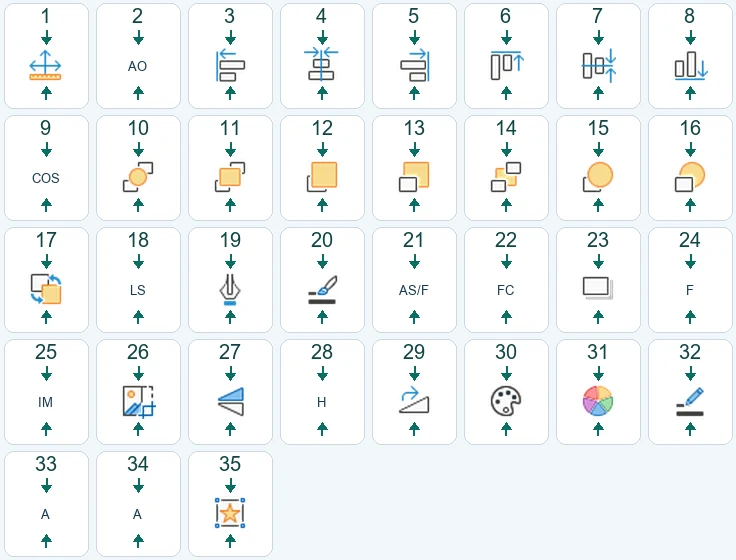 1 2 3 4 5 6 7 8
AO
9 10 11 12 13 14 15 16
COS
17 18 19 20 21 22 23 24
LS AS/F FC F
25 26 27 28 29 30 31 32
IM H
33 34 35
A A